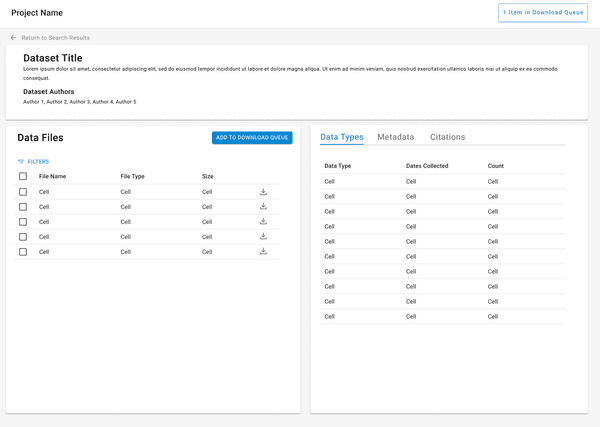 Project Name
1 Item in Download Queue
Return to Search Results
Dataset Title
Lorem ipsum dolor sit amet, consectetur adipiscing elit, sed do eiusmod tempor incididunt ut labore et dolore magna aliqua. Ut enim ad minim veniam, quis nostrud exercitation ullamco laboris nisi ut aliquip ex ea commodo
consequat.
Dataset Authors
Author 1, Author 2, Author 3, Author 4, Author 5
Data Files
ADD TO DOWNLOAD QUEUE
FILTERS
File Name File Type Size
Cell Cell Cell
Cell Cell Cell
Cell Cell Cell
Cell Cell Cell
Cell Cell Cell
Data Types Metadata Citations
Data Type Dates Collected Count
Cell Cell Cell
Cell Cell Cell
Cell Cell Cell
Cell Cell Cell
Cell Cell Cell
Cell Cell Cell
Cell Cell Cell
Cell Cell Cell
Cell Cell Cell
Cell Cell Cell